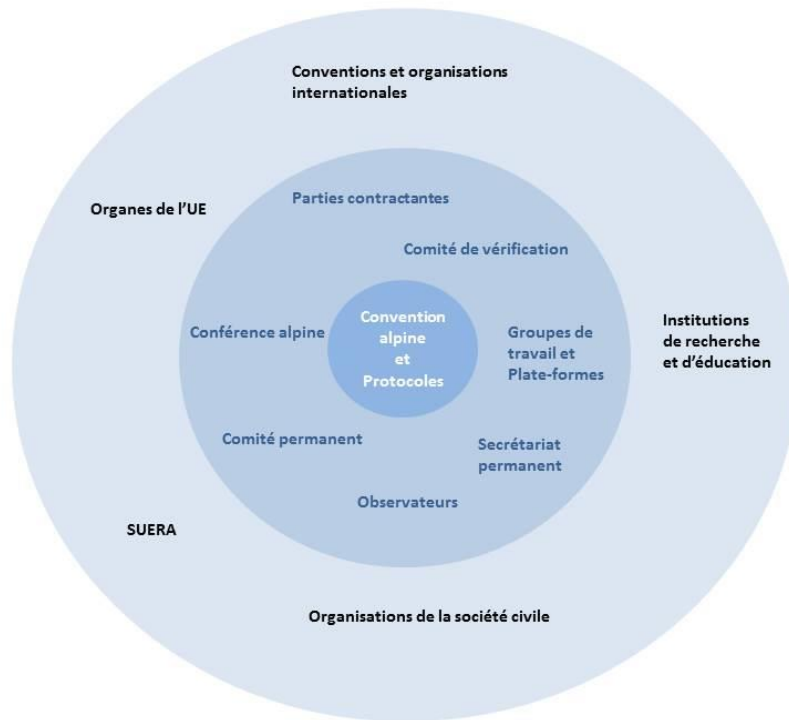 Conventions et organisations
internationales
Organes de l’UE
Parties contractantes
Comité de vérification
Conférence alpine
Convention
alpine
et
Protocoles
Groupes de
travail et
Plate-formes
Institutions
de recherche
et d’éducation
Comité permanent
Secrétariat
permanent
Observateurs
SUERA
Organisations de la société civile